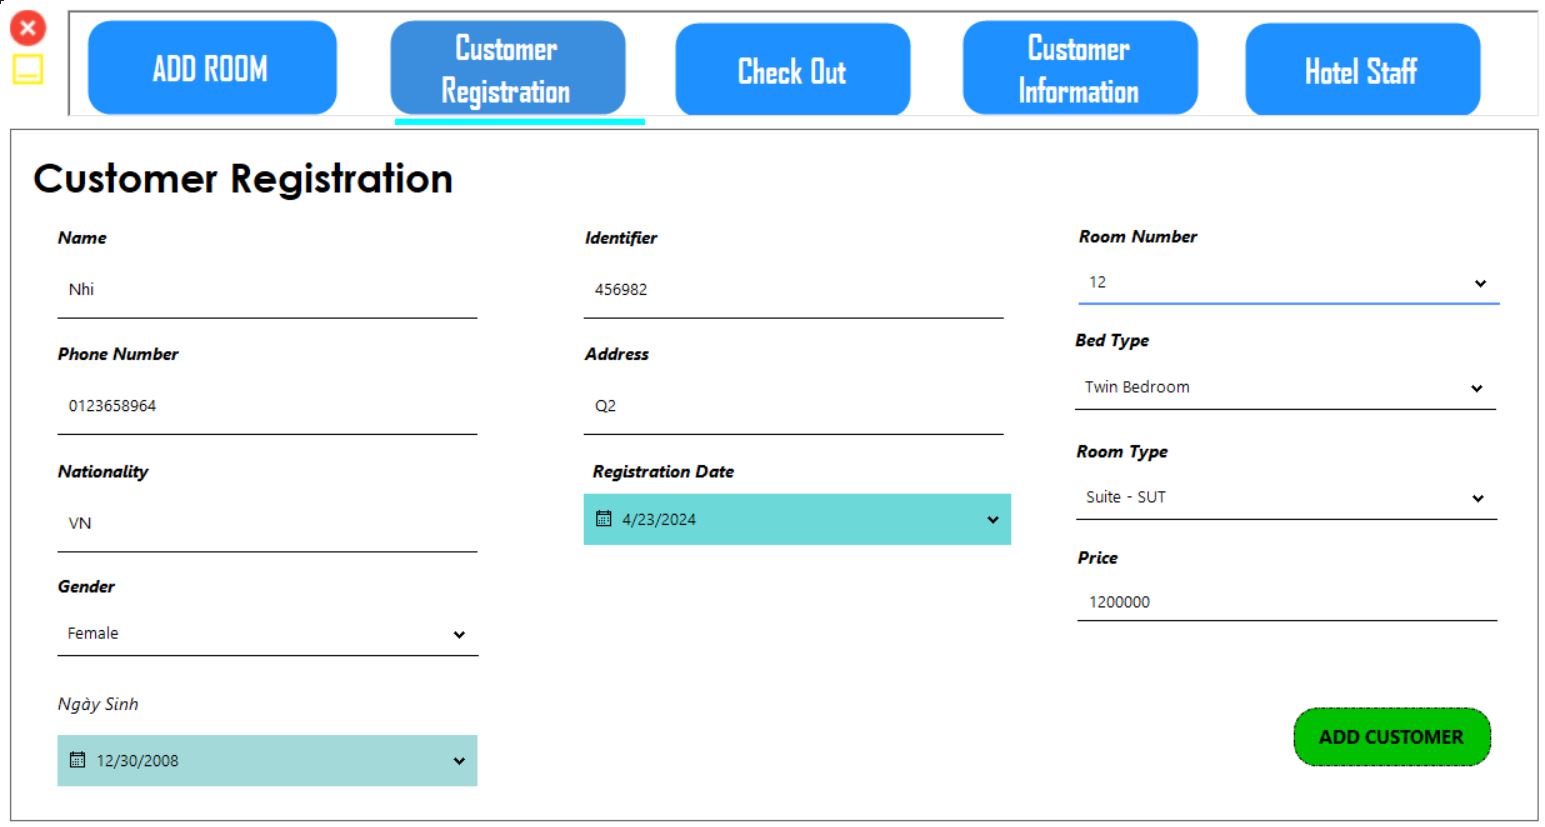 ADD ROOM
Customer
Registration
Check Out
Customer
Information
Hotel Staff
Customer Registration
Name
Nhi
Phone Number
0123658964
Nationality
VN
Gender
Female
Ngày Sinh
12/30/2008
Identifier
456982
Address
Q2
Registration Date
4/23/2024
Room Number
12
Bed Type
Twin Bedroom
Room Type
Suite - SUT
Price
1200000
ADD CUSTOMER